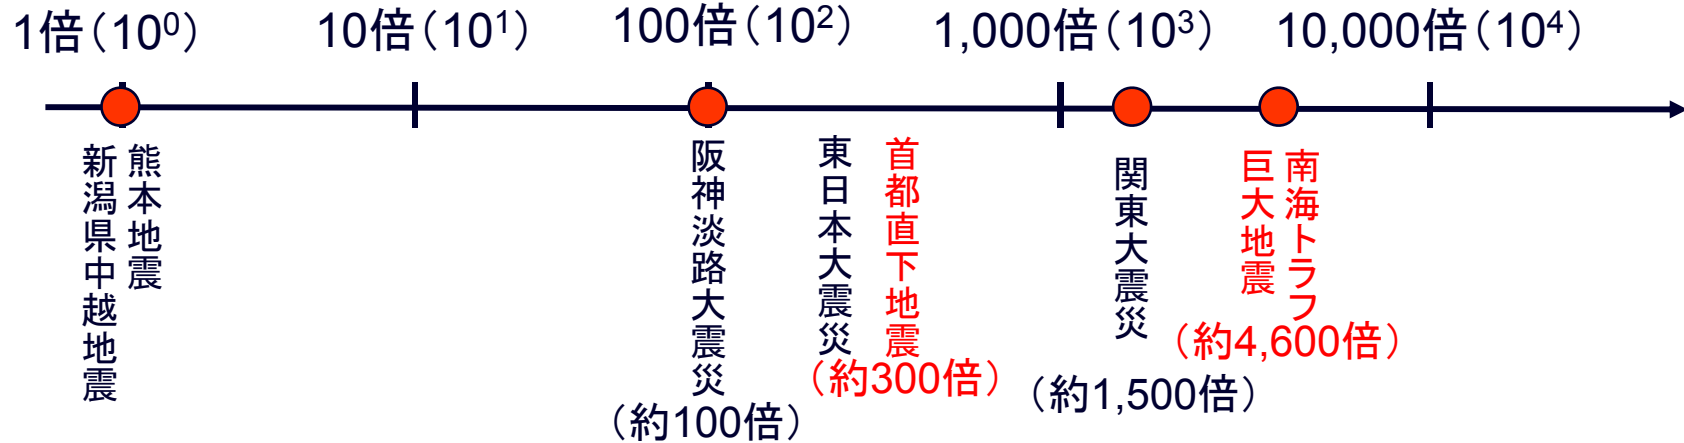 1倍（10⁰）
10倍（10¹）
100倍（10²）
1,000倍（10³）
10,000倍（10⁴）
熊本地震
新潟県中越地震
阪神淡路大震災
（約100倍）
東日本大震災
首都直下地震
（約300倍）
関東大震災
（約1,500倍）
南海トラフ
巨大地震
（約4,600倍）